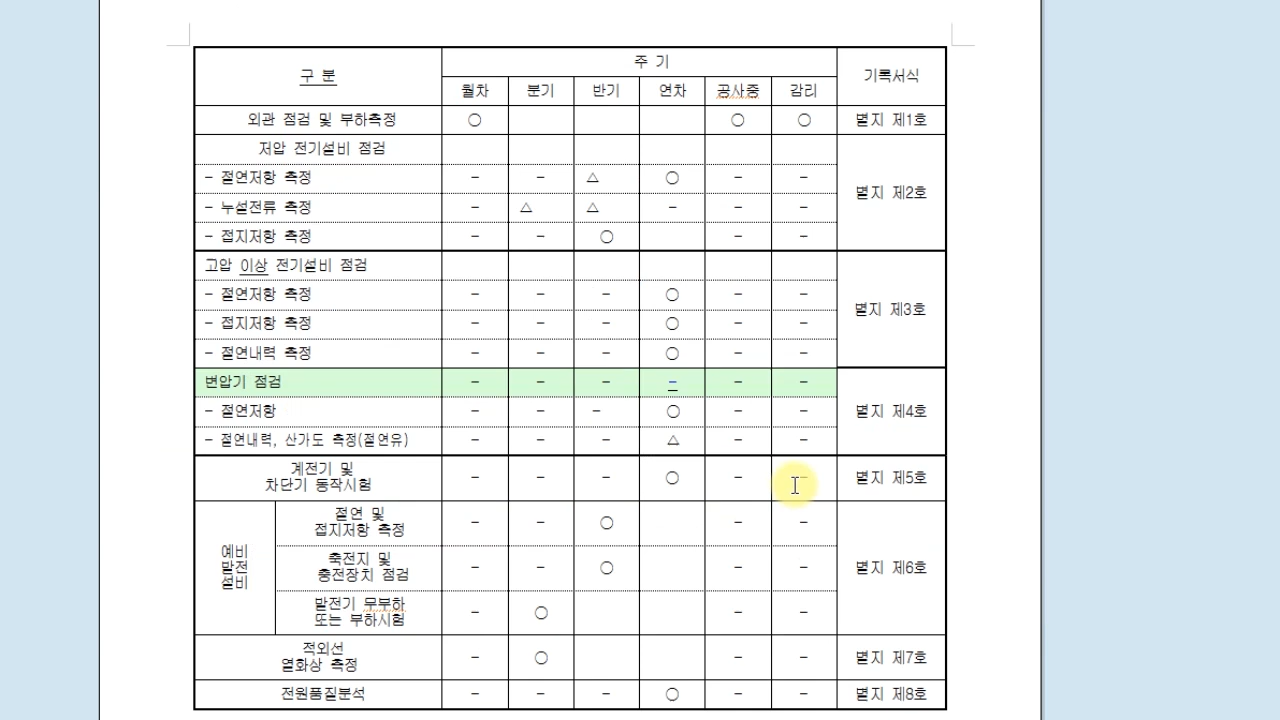 구 분 주 기 기록서식
월차 분기 반기 연차 공사중 감리
외관 점검 및 부하측정 ○ ○ ○ 별지 제1호
저압 전기설비 점검
- 절연저항 측정 - - △ ○ - -
별지 제2호
- 누설전류 측정 - △ △ - - -
- 접지저항 측정 - - ○ - -
고압 이상 전기설비 점검
- 절연저항 측정 - - - ○ - -
별지 제3호
- 접지저항 측정 - - - ○ - -
- 절연내력 측정 - - - ○ - -
변압기 점검 - - - - - -
- 절연저항 - - - ○ - - 별지 제4호
- 절연내력, 산가도 측정(절연유) - - - △ - -
계전기 및
차단기 동작시험 - - - ○ - - 별지 제5호
예비
발전
설비
절연 및
접지저항 측정 - - ○ - -
축전지 및
충전장치 점검 - - ○ - - 별지 제6호
발전기 무부하
또는 부하시험 - ○ - -
적외선
열화상 측정 - ○ - - 별지 제7호
전원품질분석 - - - ○ - - 별지 제8호